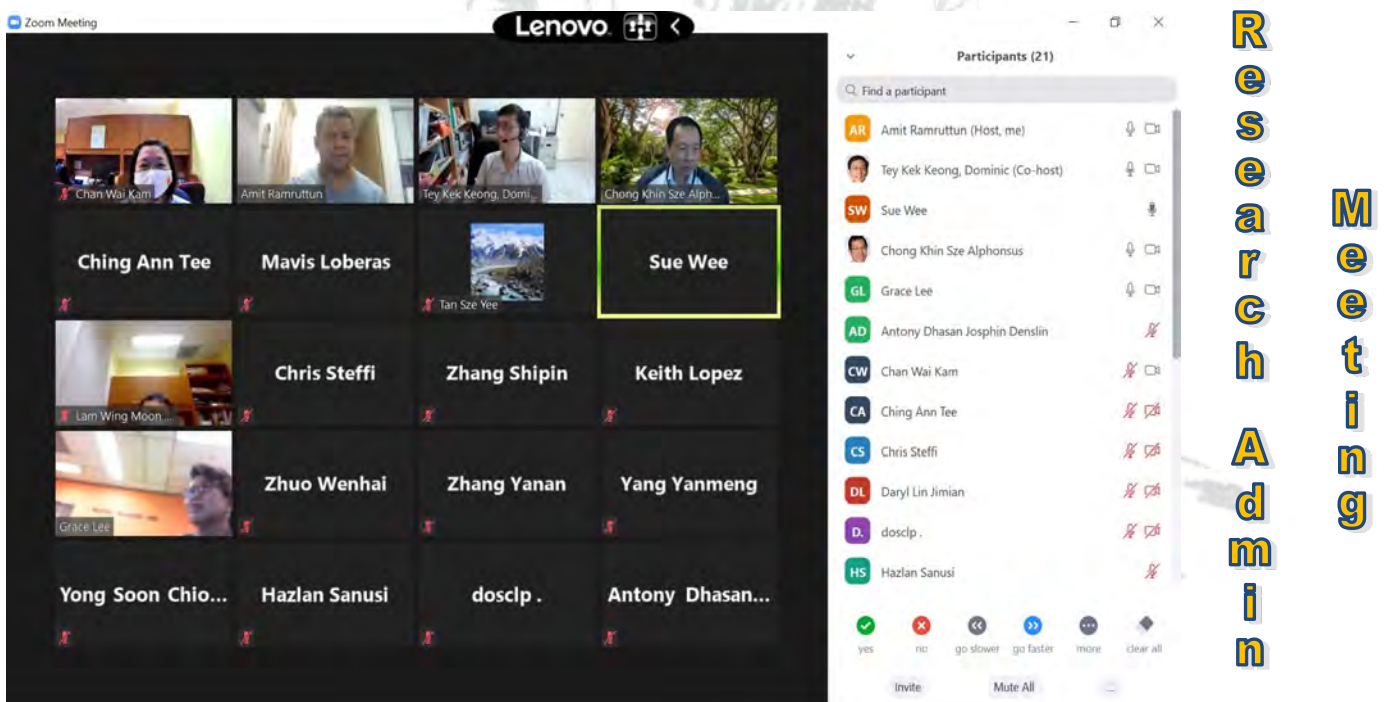 Zoom Meeting
Lenovo
Chan Wai Kam
Amit Ramruttun
Tey Kek Keong, Domi...
Chong Khin Sze Alph...
Ching Ann Tee
Mavis Loberas
Tan Sze Yee
Sue Wee
Lam Wing Moon...
Chris Steffi
Zhang Shipin
Keith Lopez
Grace Lee
Zhuo Wenhai
Zhang Yanan
Yang Yanmeng
Yong Soon Chio...
Hazlan Sanusi
dosclp .
Antony Dhasan...
Participants (21)
Find a participant
AR Amit Ramruttun (Host, me)
Tey Kek Keong, Dominic (Co-host)
SW Sue Wee
Chong Khin Sze Alphonsus
GL Grace Lee
AD Antony Dhasan Josphin Denslin
CW Chan Wai Kam
CA Ching Ann Tee
CS Chris Steffi
DL Daryl Lin Jimian
D. dosclp .
HS Hazlan Sanusi
yes no go slower go faster more clear all
Invite Mute All ...
Research Admin
Meeting